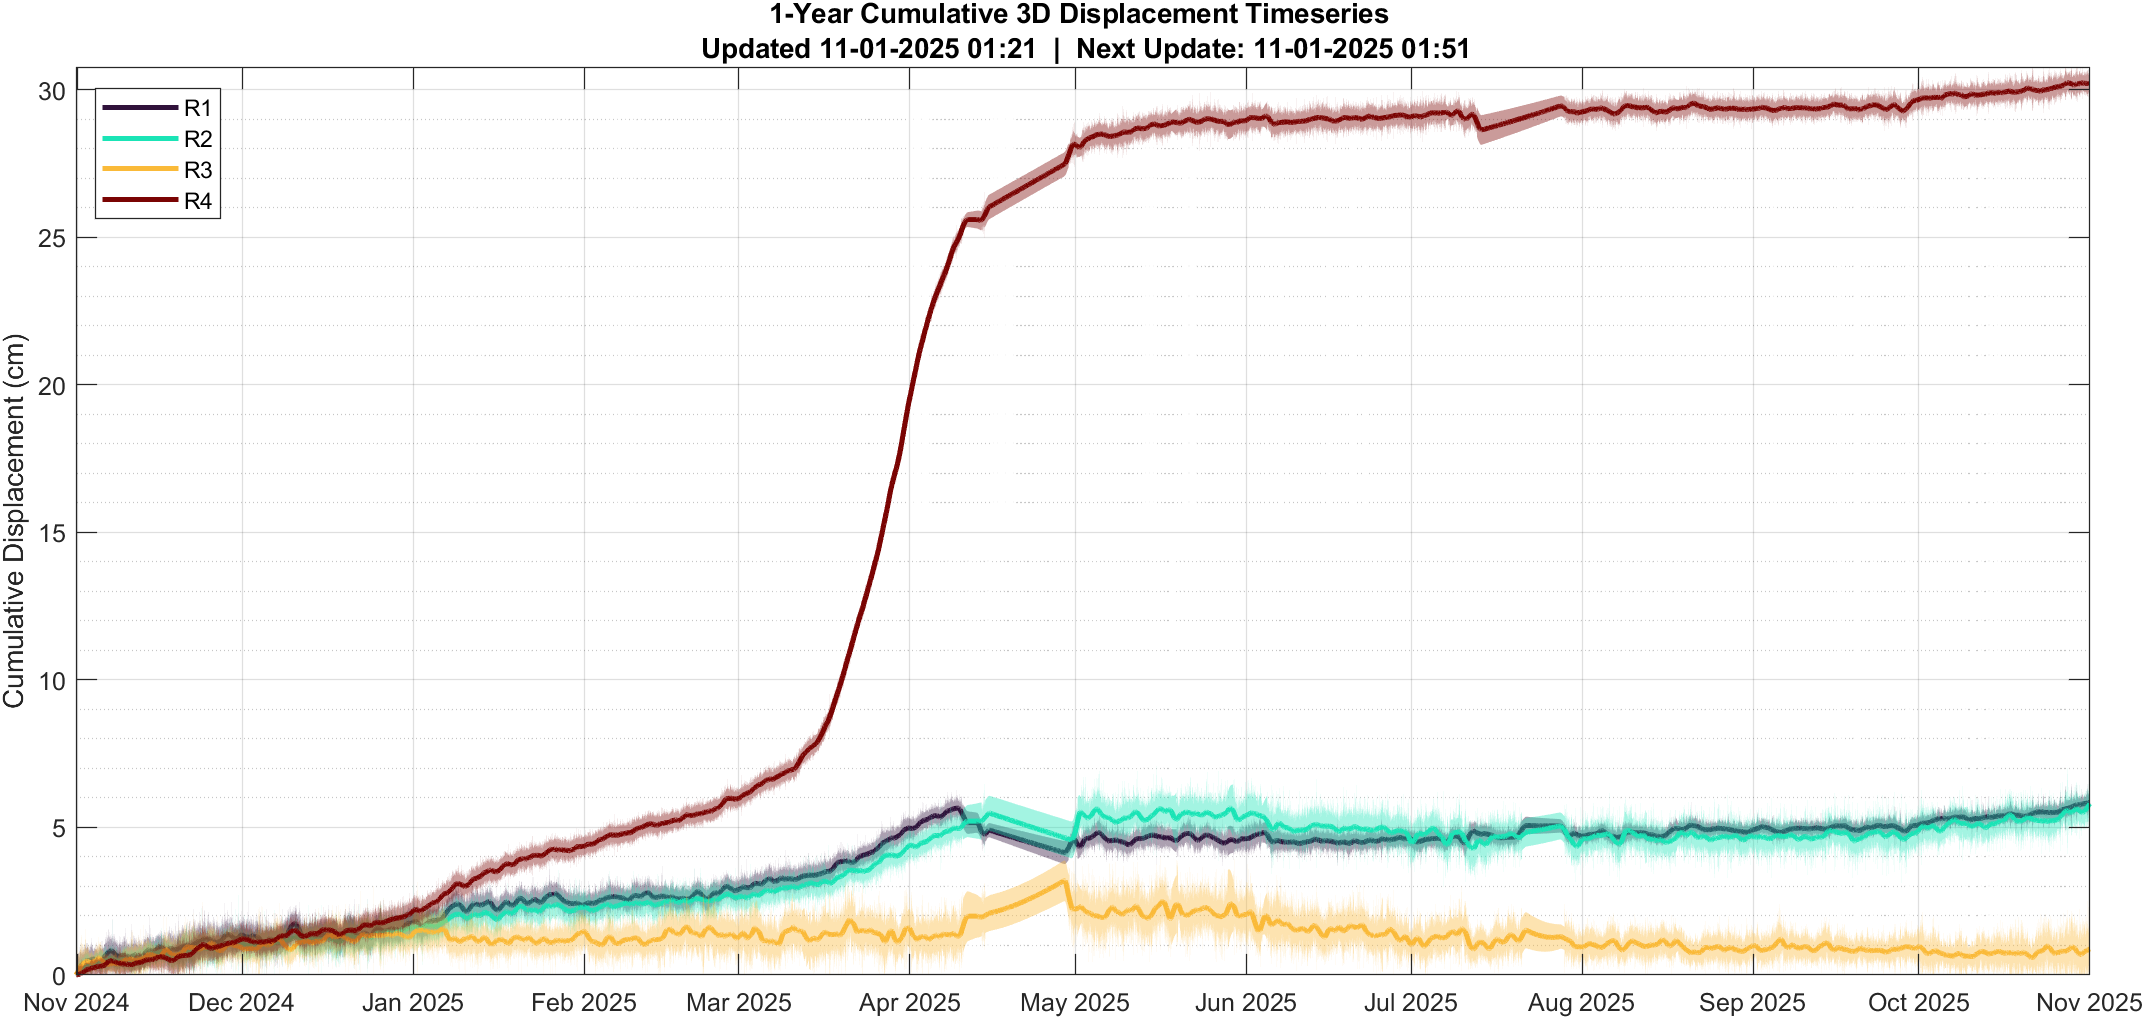 1-Year Cumulative 3D Displacement Timeseries
Updated 11-01-2025 01:21 | Next Update: 11-01-2025 01:51
Cumulative Displacement (cm)
30
25
20
15
10
5
0
R1
R2
R3
R4
Nov 2024 Dec 2024 Jan 2025 Feb 2025 Mar 2025 Apr 2025 May 2025 Jun 2025 Jul 2025 Aug 2025 Sep 2025 Oct 2025 Nov 2025